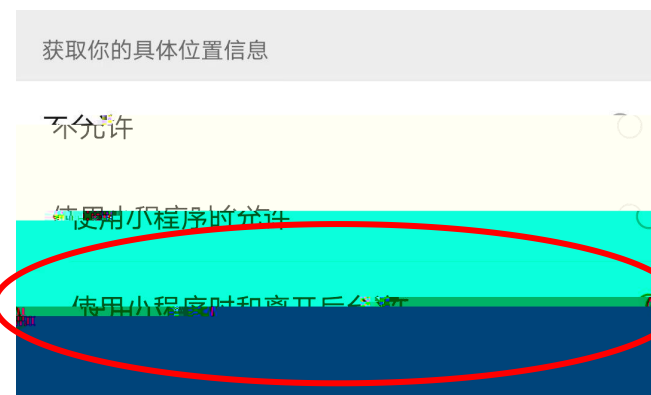 获取你的具体位置信息
不允许
使用小程序时允许
使用小程序时和离开后允许